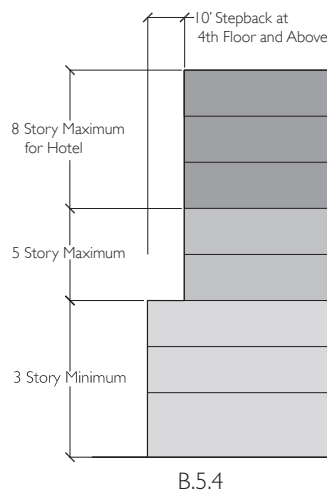 10' Stepback at
4th Floor and Above
8 Story Maximum
for Hotel
5 Story Maximum
3 Story Minimum
B.5.4